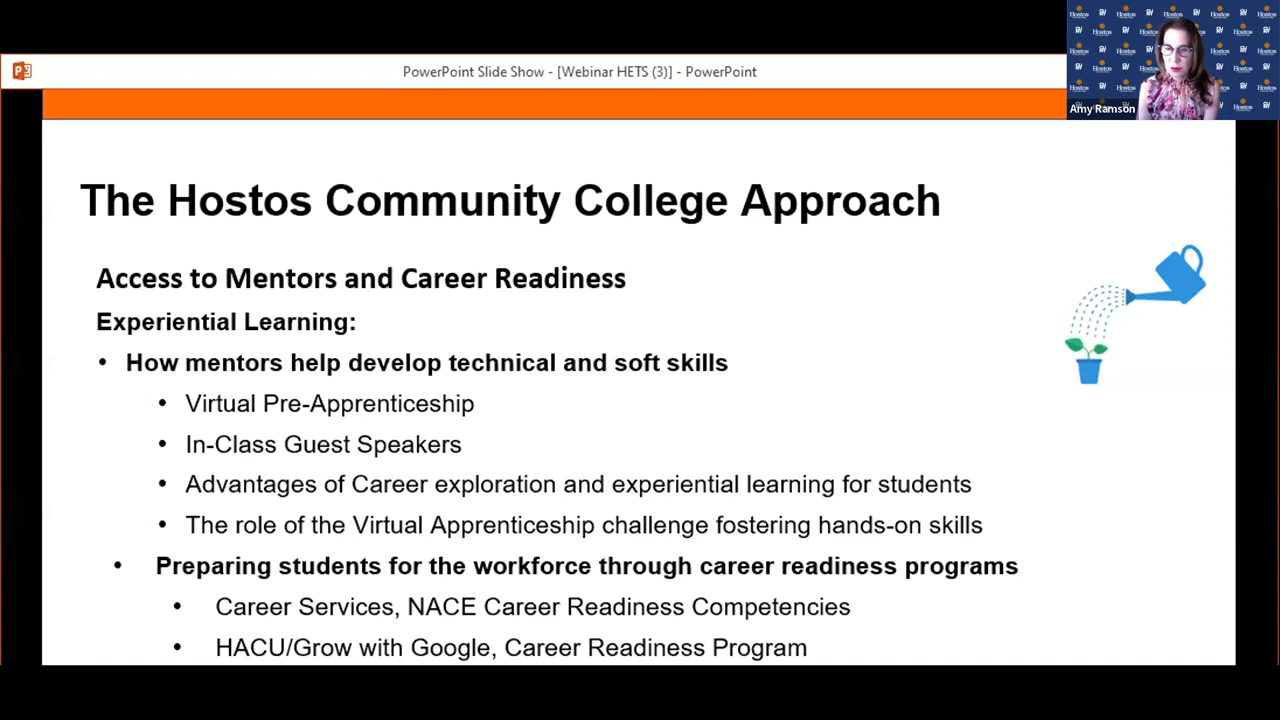 PowerPoint Slide Show - [Webinar HETS (3)] - PowerPoint
Hostos
Amy Ramson
The Hostos Community College Approach
Access to Mentors and Career Readiness
Experiential Learning:
• How mentors help develop technical and soft skills
• Virtual Pre-Apprenticeship
• In-Class Guest Speakers
• Advantages of Career exploration and experiential learning for students
• The role of the Virtual Apprenticeship challenge fostering hands-on skills
• Preparing students for the workforce through career readiness programs
• Career Services, NACE Career Readiness Competencies
• HACU/Grow with Google, Career Readiness Program